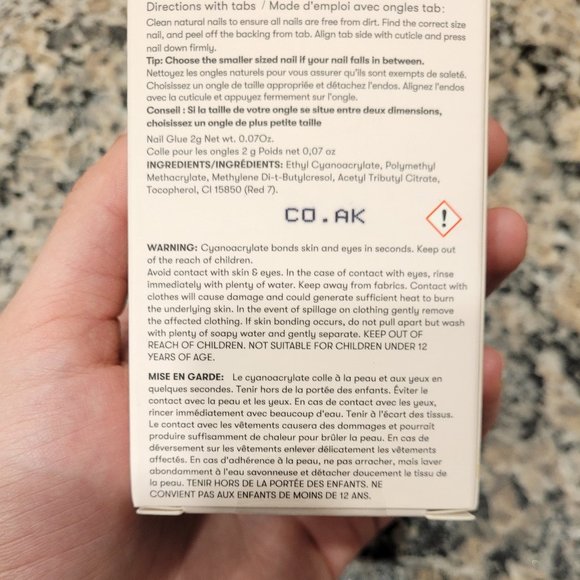 Directions with tabs / Mode d'emploi avec ongles tab:
Clean natural nails to ensure all nails are free from dirt. Find the correct size
nail, and peel off the backing from tab. Align tab side with cuticle and press
nail down firmly.
Tip: Choose the smaller sized nail if your nail falls in between.
Nettoyez les ongles naturels pour vous assurer qu'ils sont exempts de saleté.
Choisissez un ongle de taille appropriée et détachez l'endos. Alignez l'endos
avec la cuticule et appuyez fermement sur l'ongle.
Conseil : Si la taille de votre ongle se situe entre deux dimensions,
choisissez un ongle de plus petite taille
Nail Glue 2g Net wt. 0.07Oz.
Colle pour les ongles 2 g Poids net 0,07 oz
INGREDIENTS/INGRÉDIENTS: Ethyl Cyanoacrylate, Polymethyl
Methacrylate, Methylene Di-t-Butylcresol, Acetyl Tributyl Citrate,
Tocopherol, CI 15850 (Red 7).
CO.AK
!
WARNING: Cyanoacrylate bonds skin and eyes in seconds. Keep out
of the reach of children.
Avoid contact with skin & eyes. In the case of contact with eyes, rinse
immediately with plenty of water. Keep away from fabrics. Contact with
clothes will cause damage and could generate sufficient heat to burn
the underlying skin. In the event of spillage on clothing gently remove
the affected clothing. If skin bonding occurs, do not pull apart but wash
with plenty of soapy water and gently separate. KEEP OUT OF
REACH OF CHILDREN. NOT SUITABLE FOR CHILDREN UNDER 12
YEARS OF AGE.
MISE EN GARDE: Le cyanoacrylate colle à la peau et aux yeux en
quelques secondes. Tenir hors de la portée des enfants. Éviter le
contact avec la peau et les yeux. En cas de contact avec les yeux,
rincer immédiatement avec beaucoup d'eau. Tenir à l'écart des tissus.
Le contact avec les vêtements causera des dommages et pourrait
produire suffisamment de chaleur pour brûler la peau. En cas de
déversement sur les vêtements enlever délicatement les vêtements
affectés. En cas d'adhérence à la peau, ne pas arracher, mais laver
abondamment à l'eau savonneuse et détacher doucement le tissu de
la peau. TENIR HORS DE LA PORTÉE DES ENFANTS. NE
CONVIENT PAS AUX ENFANTS DE MOINS DE 12 ANS.